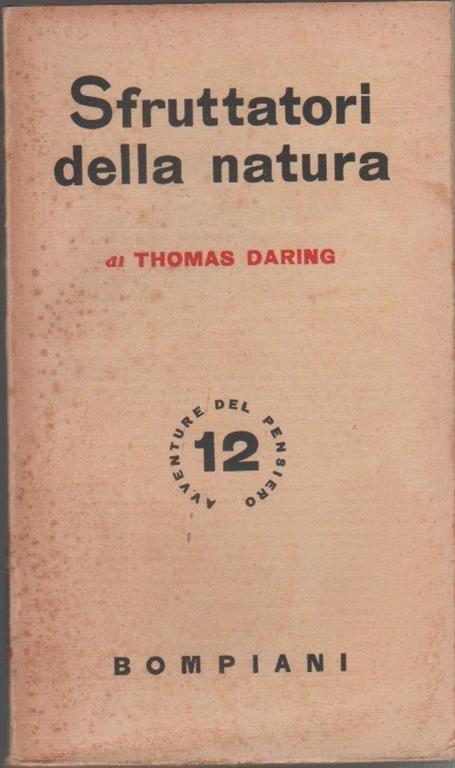 Sfruttatori
della natura
di THOMAS DARING
AVVENTURE DEL PENSIERO
12
BOMPIANI